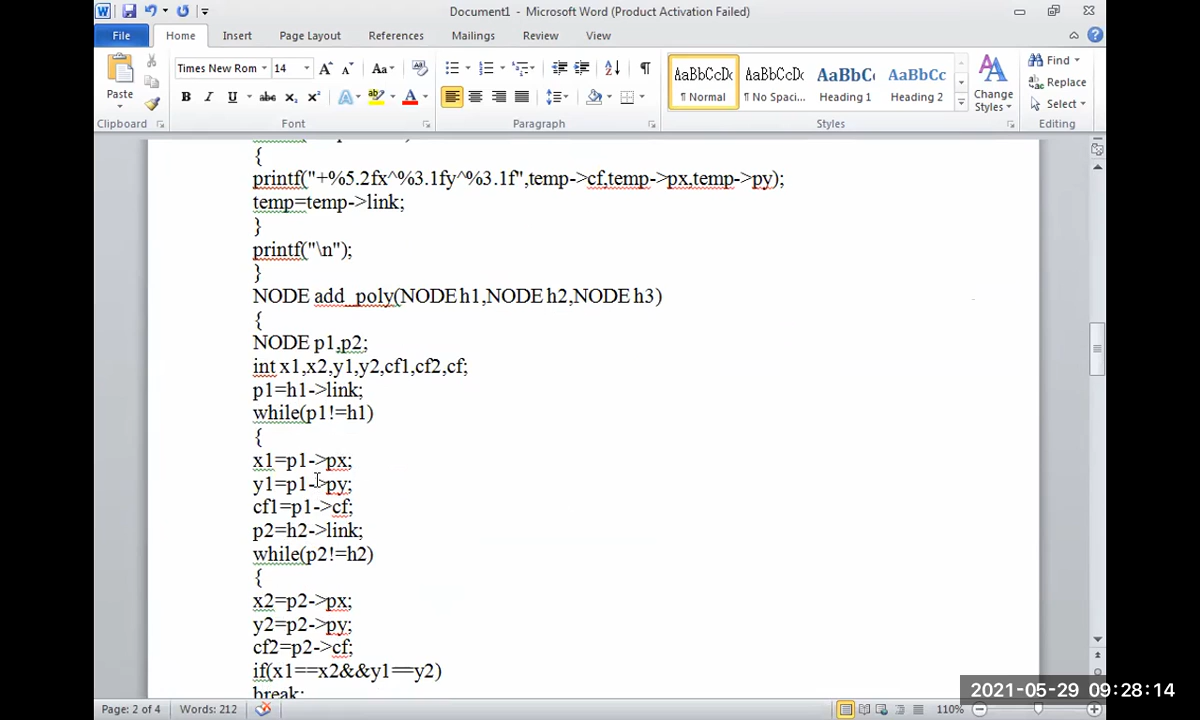 Document1 - Microsoft Word (Product Activation Failed)
File Home Insert Page Layout References Mailings Review View
Times New Rom 14
Paste
AaBbCcDc AaBbCcDc AaBbCc AaBbCc
¶ Normal ¶ No Spaci... Heading 1 Heading 2
Change Styles
Find
Replace
Select
Clipboard Font Paragraph Styles Editing
{
printf("+%5.2fx^%3.1fy^%3.1f",temp->cf,temp->px,temp->py);
temp=temp->link;
}
printf("\n");
}
NODE add_poly(NODE h1,NODE h2,NODE h3)
{
NODE p1,p2;
int x1,x2,y1,y2,cf1,cf2,cf;
p1=h1->link;
while(p1!=h1)
{
x1=p1->px;
y1=p1->py;
cf1=p1->cf;
p2=h2->link;
while(p2!=h2)
{
x2=p2->px;
y2=p2->py;
cf2=p2->cf;
if(x1==x2&&y1==y2)
break;
Page: 2 of 4 Words: 212 110%
2021-05-29 09:28:14